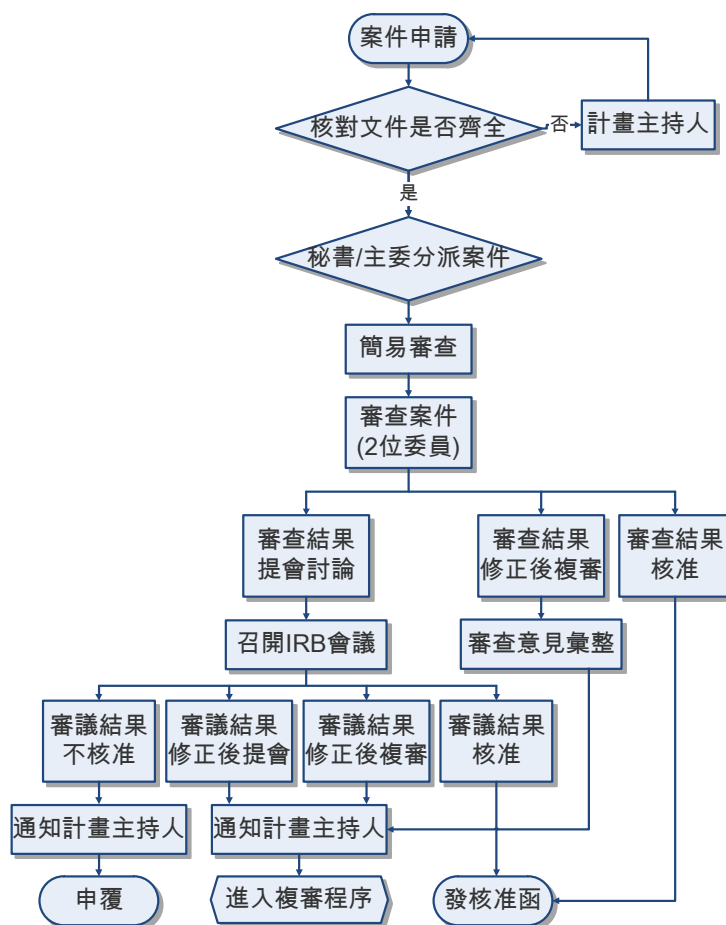 案件申請
核對文件是否齊全
否
計畫主持人
是
秘書/主委分派案件
簡易審查
審查案件
(2位委員)
審查結果
提會討論
審查結果
修正後複審
審查結果
核准
召開IRB會議
審查意見彙整
審議結果
不核准
審議結果
修正後提會
審議結果
修正後複審
審議結果
核准
通知計畫主持人
通知計畫主持人
申覆
進入複審程序
發核准函